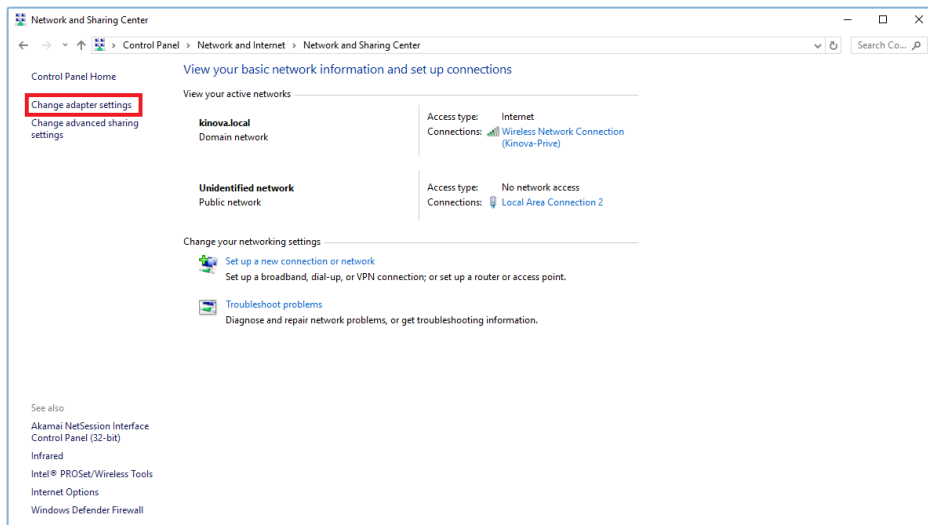 Network and Sharing Center
Control Panel > Network and Internet > Network and Sharing Center
Search Co...
Control Panel Home
Change adapter settings
Change advanced sharing
settings
View your basic network information and set up connections
View your active networks
kinova.local
Domain network
Access type: Internet
Connections: Wireless Network Connection
(Kinova-Prive)
Unidentified network
Public network
Access type: No network access
Connections: Local Area Connection 2
Change your networking settings
Set up a new connection or network
Set up a broadband, dial-up, or VPN connection; or set up a router or access point.
Troubleshoot problems
Diagnose and repair network problems, or get troubleshooting information.
See also
Akamai NetSession Interface
Control Panel (32-bit)
Infrared
Intel® PROSet/Wireless Tools
Internet Options
Windows Defender Firewall